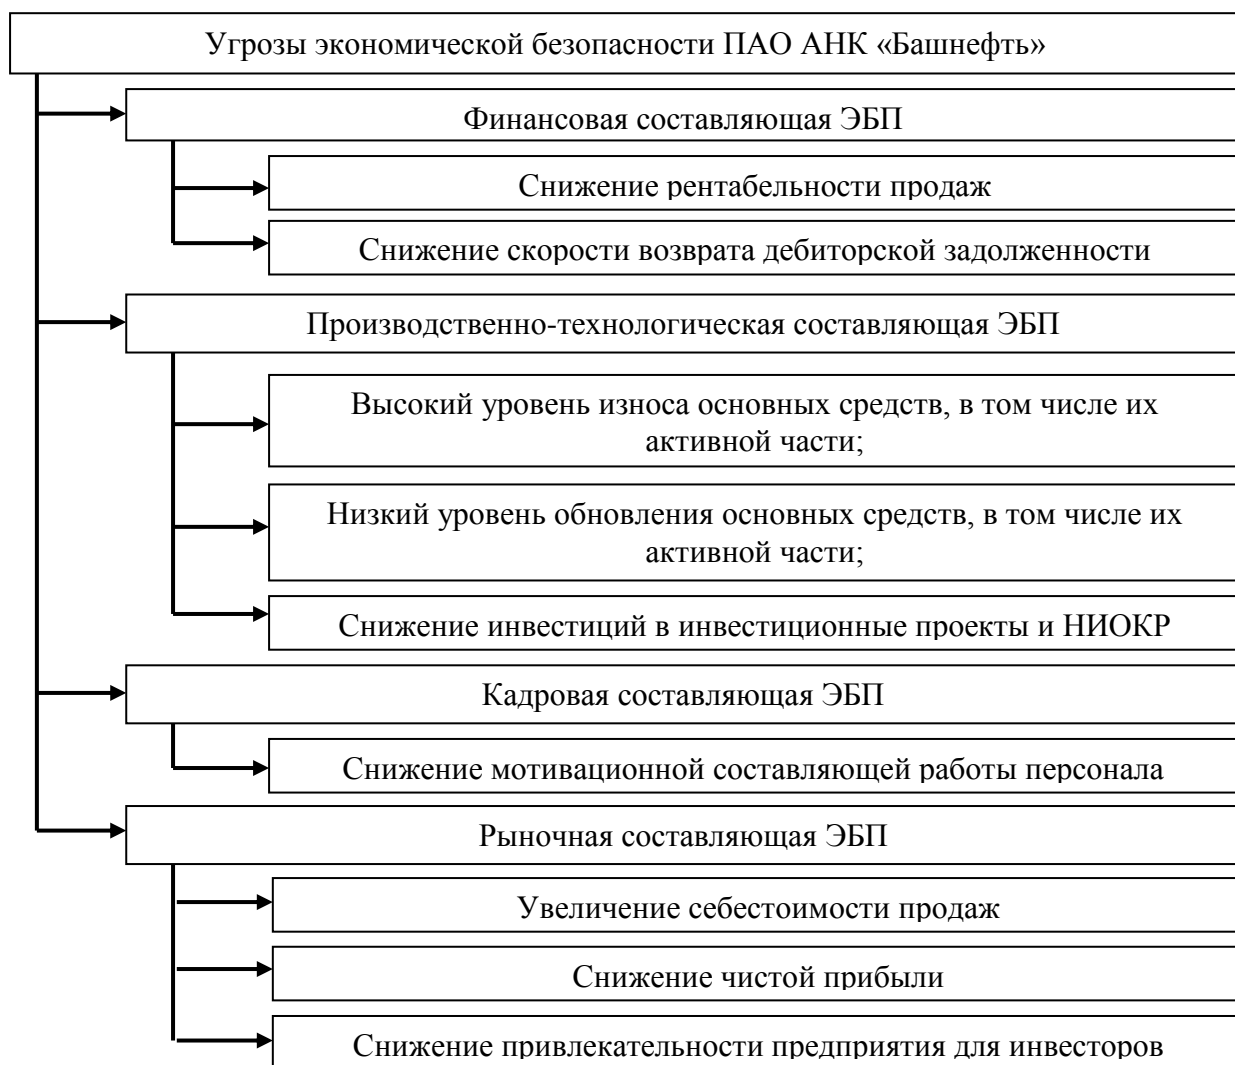 Угрозы экономической безопасности ПАО АНК «Башнефть»
Финансовая составляющая ЭБП
Снижение рентабельности продаж
Снижение скорости возврата дебиторской задолженности
Производственно-технологическая составляющая ЭБП
Высокий уровень износа основных средств, в том числе их
активной части;
Низкий уровень обновления основных средств, в том числе их
активной части;
Снижение инвестиций в инвестиционные проекты и НИОКР
Кадровая составляющая ЭБП
Снижение мотивационной составляющей работы персонала
Рыночная составляющая ЭБП
Увеличение себестоимости продаж
Снижение чистой прибыли
Снижение привлекательности предприятия для инвесторов